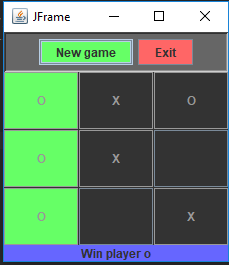 JFrame
New game Exit
O X O
O X
O X
Win player o